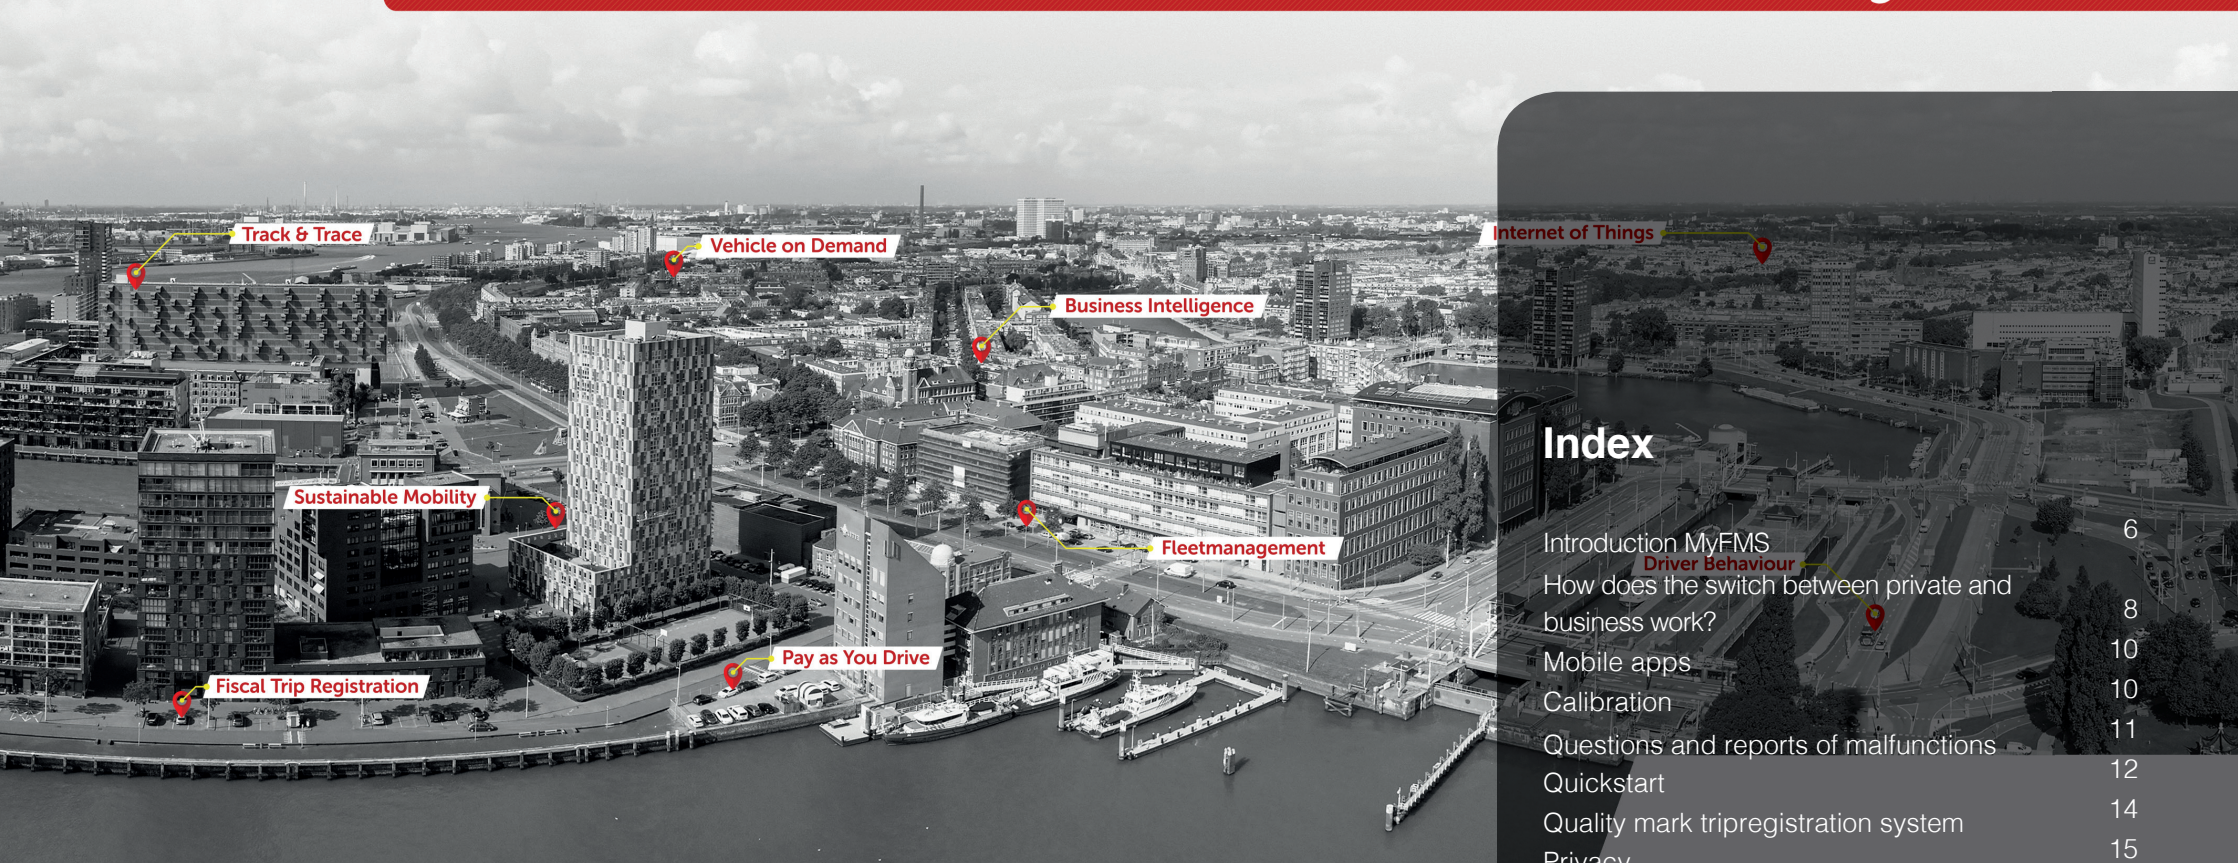 Track & Trace
Vehicle on Demand
Internet of Things
Business Intelligence
Sustainable Mobility
Fleetmanagement
Pay as You Drive
Fiscal Trip Registration
Driver Behaviour
Index
Introduction MyFMS
6
How does the switch between private and
business work?
8
Mobile apps
10
Calibration
10
Questions and reports of malfunctions
11
Quickstart
12
Quality mark tripregistration system
14
Privacy
15